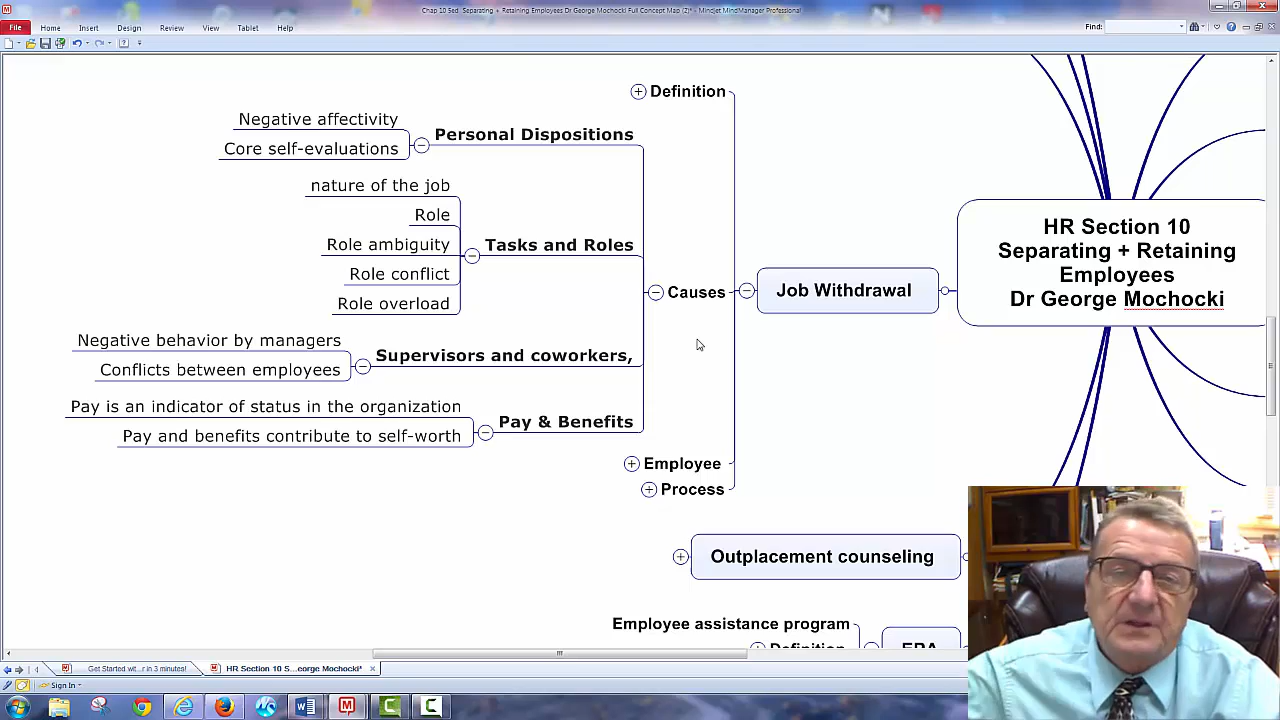 Chap 10 Sed Separating + Retaining Employees Dr George Mochocki Full Concept Map (2)* - Mindjet MindManager Professional
File Home Insert Design Review View Tablet Help
Find:
Definition
Negative affectivity
Core self-evaluations
Personal Dispositions
nature of the job
Role
Role ambiguity
Role conflict
Role overload
Tasks and Roles
Negative behavior by managers
Conflicts between employees
Supervisors and coworkers,
Pay is an indicator of status in the organization
Pay and benefits contribute to self-worth
Pay & Benefits
Causes
Employee
Process
Job Withdrawal
HR Section 10
Separating + Retaining
Employees
Dr George Mochocki
Outplacement counseling
Employee assistance program
Definition
Get Started wit...r in 3 minutes!
HR Section 10 S...eorge Mochocki*
Sign In